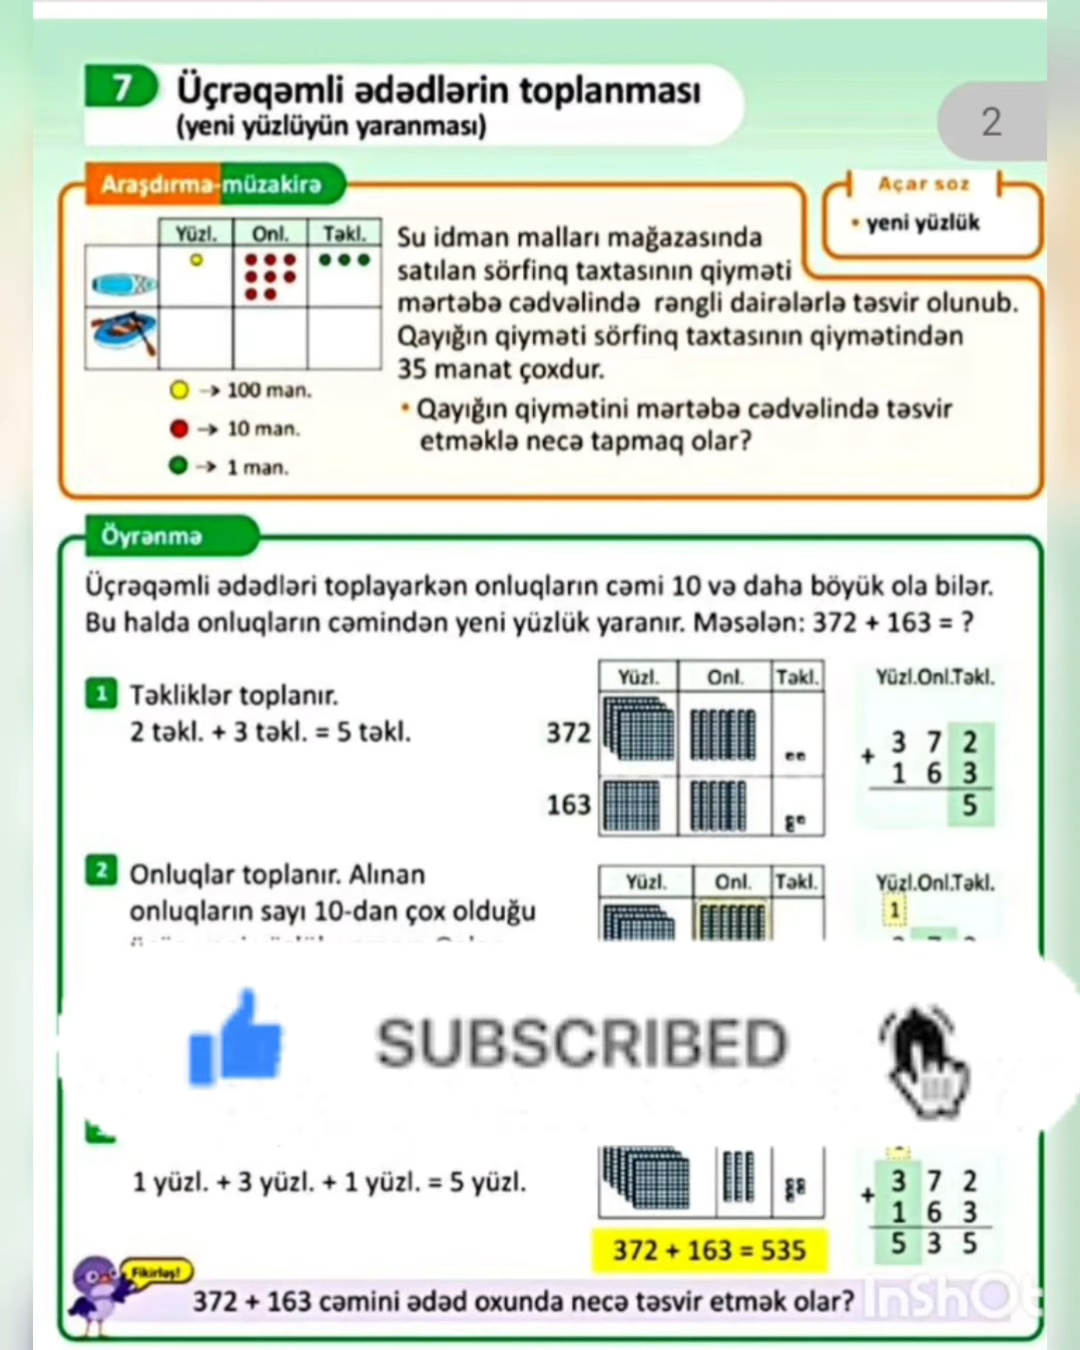 7 Üçrəqəmli ədədlərin toplanması
(yeni yüzlüyün yaranması)
2
Araşdırma-müzakirə
Açar söz
• yeni yüzlük
Yüzl. Onl. Təkl.
→ 100 man.
→ 10 man.
→ 1 man.
Su idman malları mağazasında
satılan sörfinq taxtasının qiyməti
mərtəbə cədvəlində rəngli dairələrlə təsvir olunub.
Qayığın qiyməti sörfinq taxtasının qiymətindən
35 manat çoxdur.
• Qayığın qiymətini mərtəbə cədvəlində təsvir
etməklə necə tapmaq olar?
Öyrənmə
Üçrəqəmli ədədləri toplayarkən onluqların cəmi 10 və daha böyük ola bilər.
Bu halda onluqların cəmindən yeni yüzlük yaranır. Məsələn: 372 + 163 = ?
1 Təkliklər toplanır.
2 təkl. + 3 təkl. = 5 təkl.
Yüzl. Onl. Təkl.
372
163
Yüzl.Onl.Təkl.
3 7 2
+
1 6 3
5
2 Onluqlar toplanır. Alınan
onluqların sayı 10-dan çox olduğu
Yüzl. Onl. Təkl.
Yüzl.Onl.Təkl.
1
SUBSCRIBED
1 yüzl. + 3 yüzl. + 1 yüzl. = 5 yüzl.
3 7 2
+
1 6 3
5 3 5
372 + 163 = 535
Fikirləş!
372 + 163 cəmini ədəd oxunda necə təsvir etmək olar?
InShOt